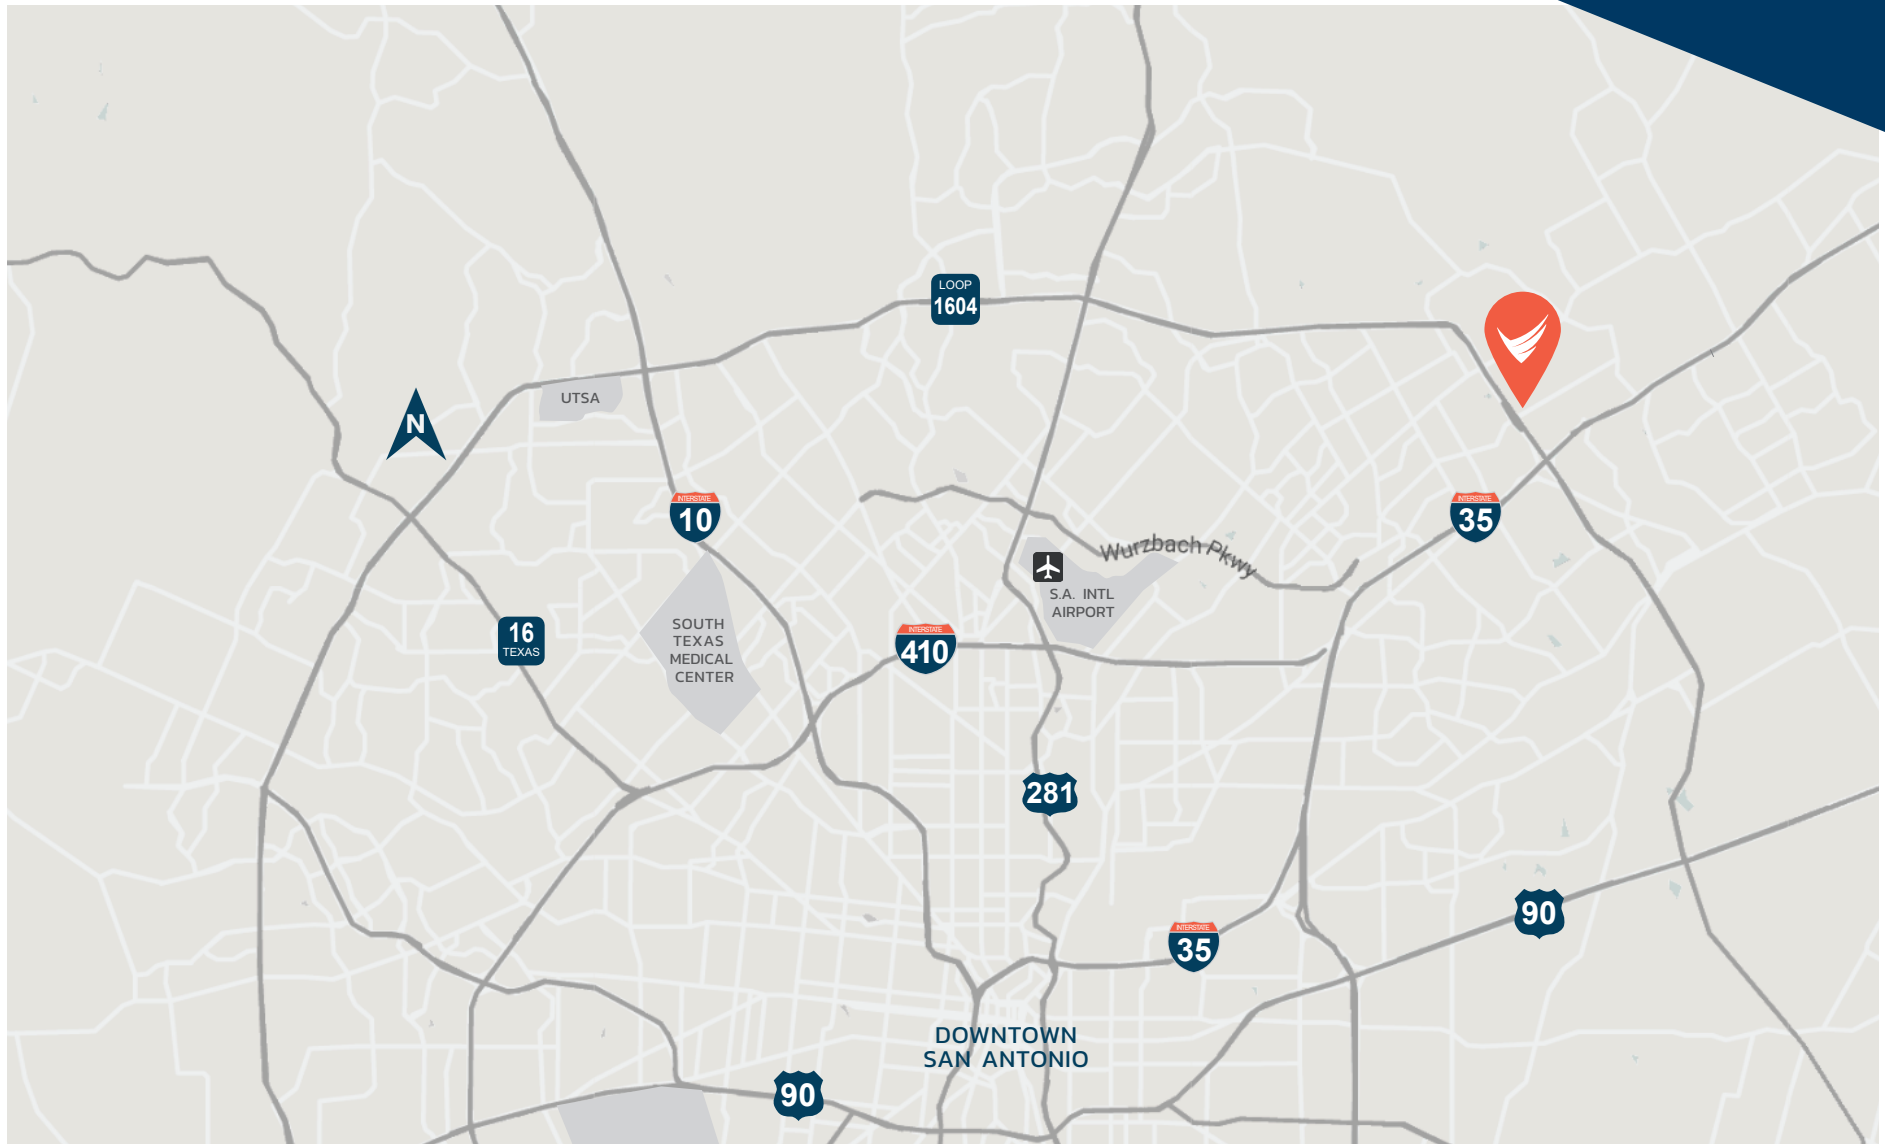 LOOP
1604
UTSA
N
INTERSTATE
10
INTERSTATE
35
Wurzbach Pkwy
S.A. INTL
AIRPORT
16
TEXAS
SOUTH
TEXAS
MEDICAL
CENTER
INTERSTATE
410
281
90
INTERSTATE
35
DOWNTOWN
SAN ANTONIO
90